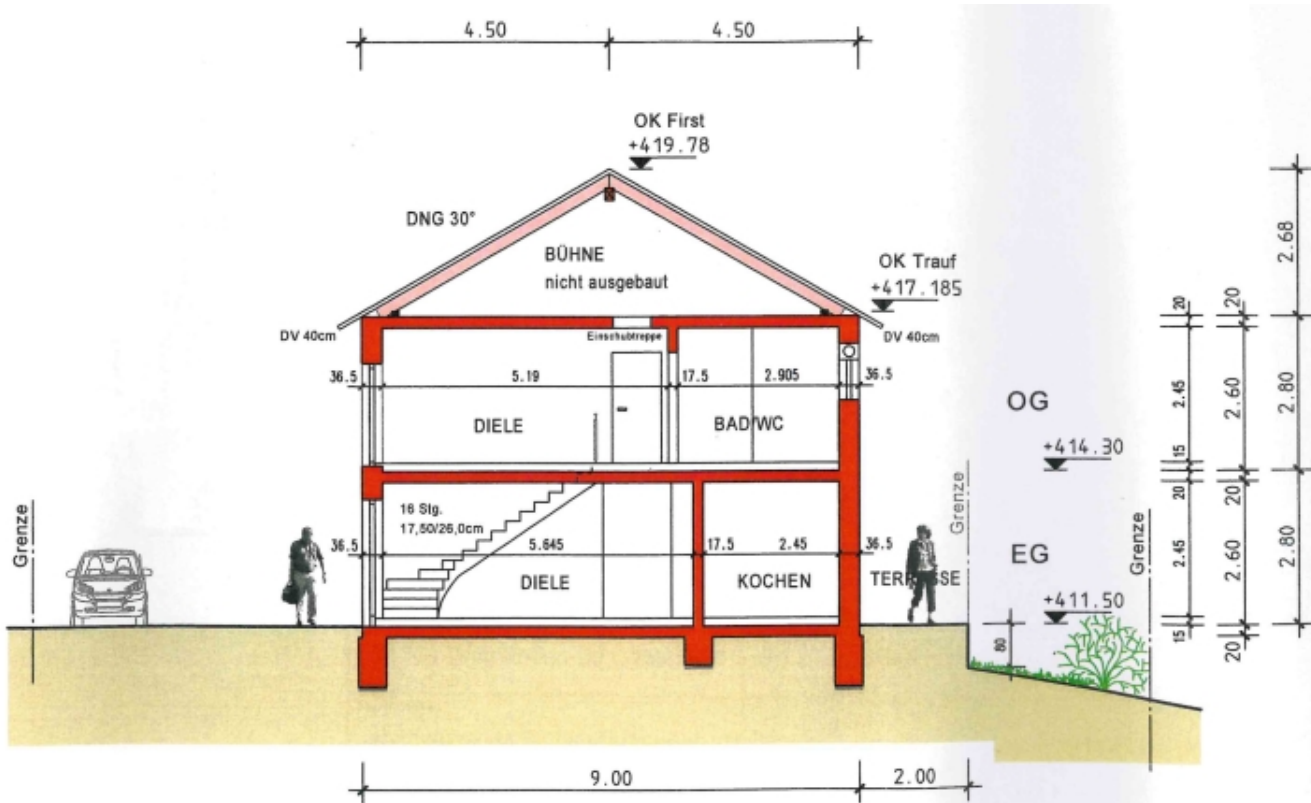 4.50 4.50
OK First
+419.78
DNG 30°
BÜHNE
nicht ausgebaut
OK Trauf
+417.185
DV 40cm
Einschubtreppe
DV 40cm
2.68
20
20
36.5 5.19 17.5 2.905 36.5
2.45
2.60
2.80
DIELE
BAD/WC
OG
+414.30
15
16 Stg.
17,50/26,0cm
20
20
Grenze
Grenze
Grenze
36.5 5.645 17.5 2.45 36.5
2.45
2.60
2.80
DIELE
KOCHEN
TERRASSE
EG
+411.50
15
20
80
9.00 2.00